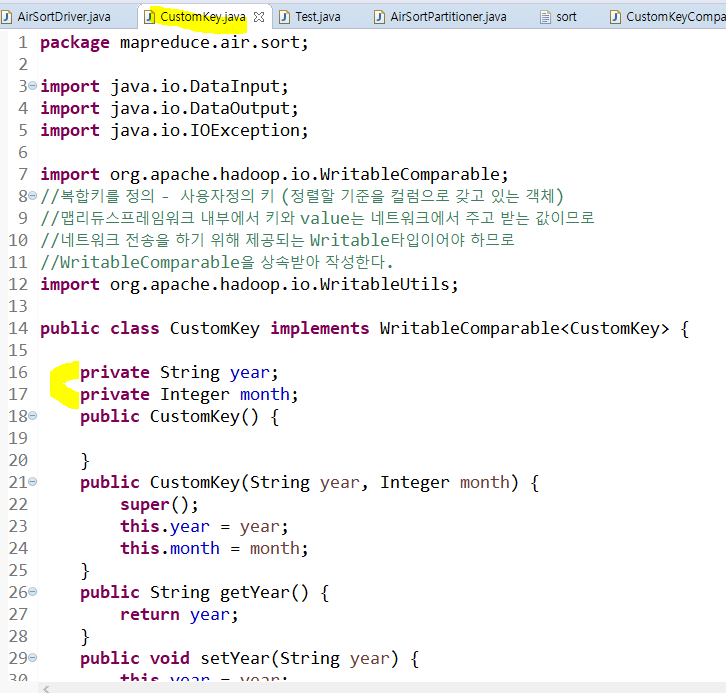 AirSortDriver.java CustomKey.java Test.java AirSortPartitioner.java sort CustomKeyCompa
1 package mapreduce.air.sort;
2
3 import java.io.DataInput;
4 import java.io.DataOutput;
5 import java.io.IOException;
6
7 import org.apache.hadoop.io.WritableComparable;
8 //복합키를 정의 - 사용자정의 키 (정렬할 기준을 컬럼으로 갖고 있는 객체)
9 //맵리듀스프레임워크 내부에서 키와 value는 네트워크에서 주고 받는 값이므로
10 //네트워크 전송을 하기 위해 제공되는 Writable타입이어야 하므로
11 //WritableComparable을 상속받아 작성한다.
12 import org.apache.hadoop.io.WritableUtils;
13
14 public class CustomKey implements WritableComparable<CustomKey> {
15
16 private String year;
17 private Integer month;
18 public CustomKey() {
19
20 }
21 public CustomKey(String year, Integer month) {
22 super();
23 this.year = year;
24 this.month = month;
25 }
26 public String getYear() {
27 return year;
28 }
29 public void setYear(String year) {
30 this.year = year;